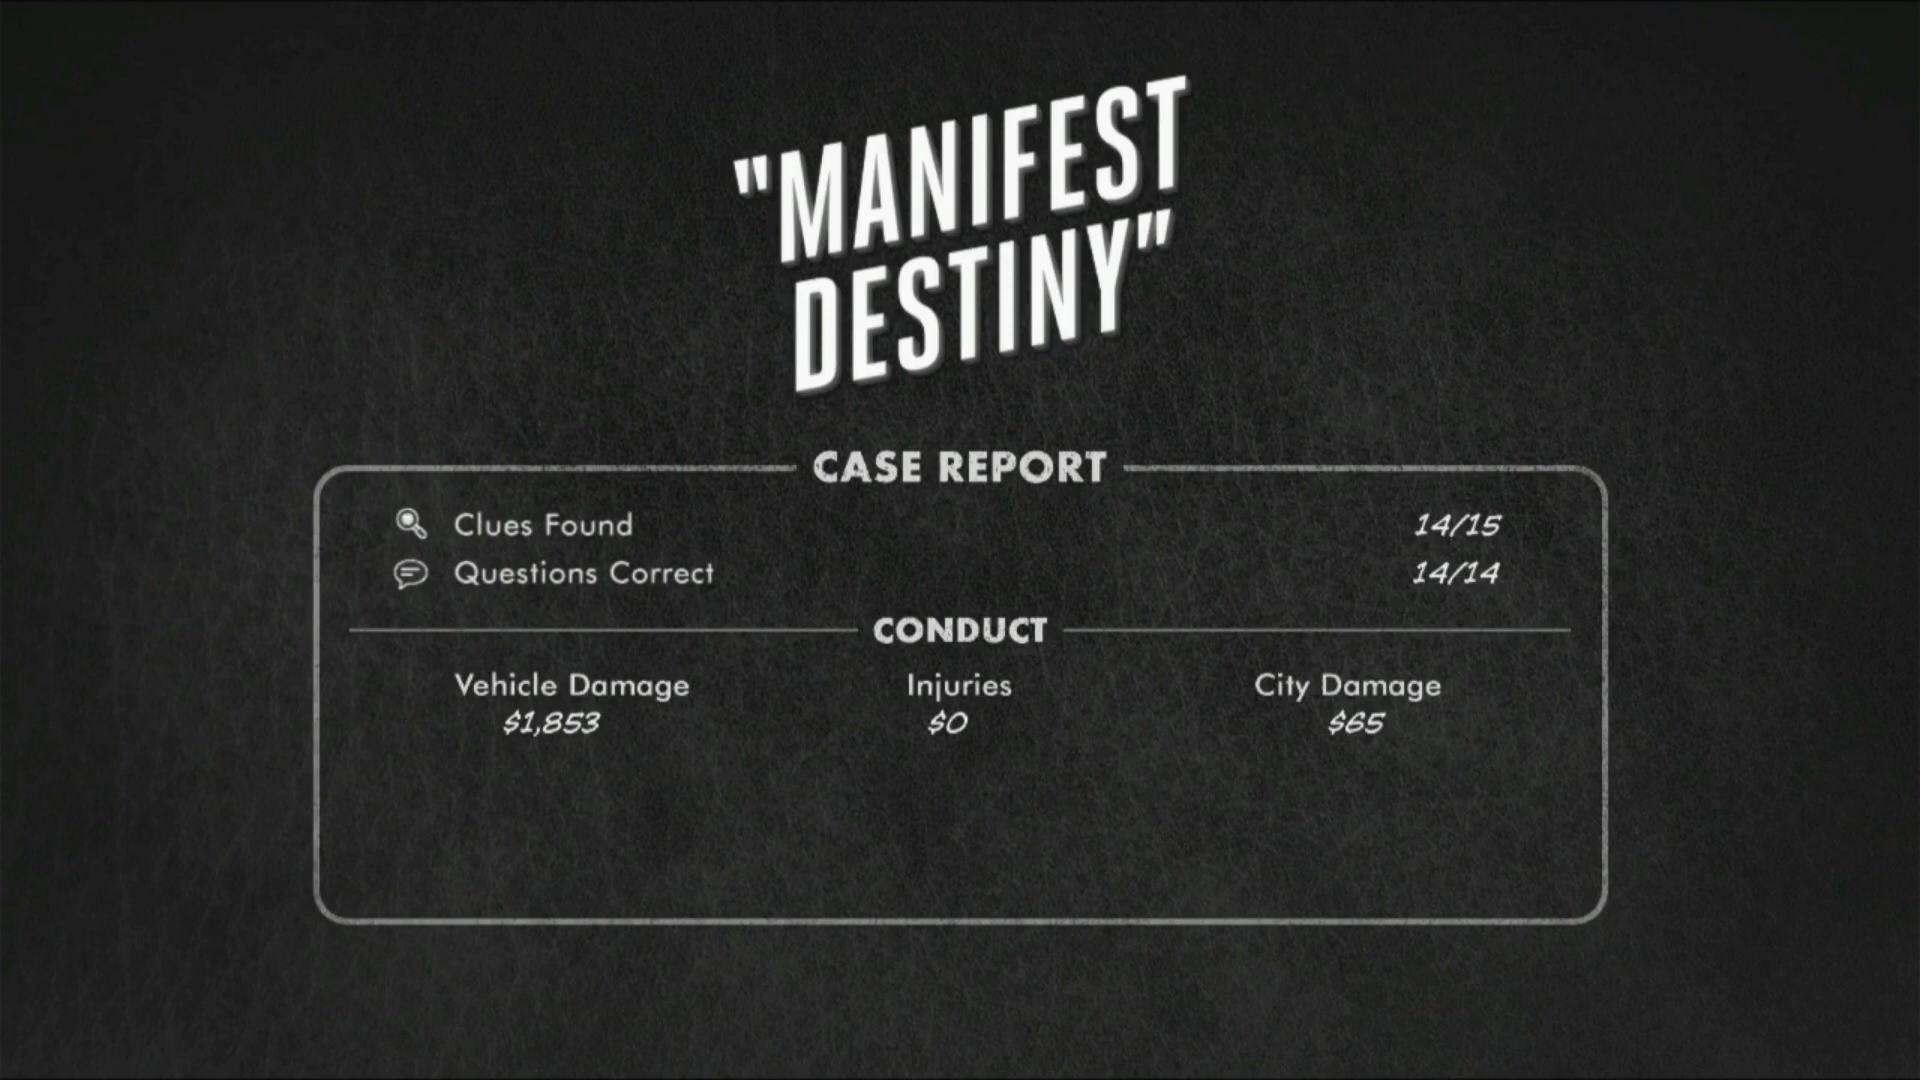 "MANIFEST
DESTINY"
CASE REPORT
Clues Found 14/15
Questions Correct 14/14
CONDUCT
Vehicle Damage Injuries City Damage
$1,853 $0 $65